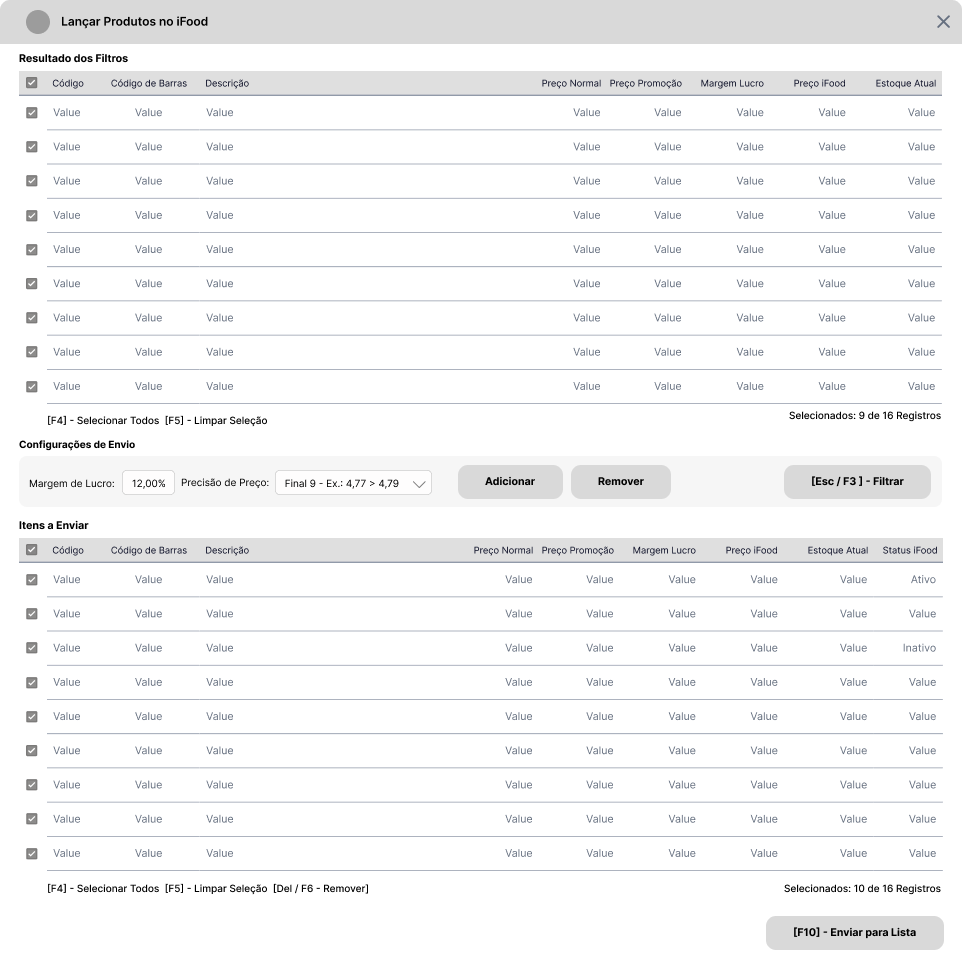 Lançar Produtos no iFood
Resultado dos Filtros
Código Código de Barras Descrição Preço Normal Preço Promoção Margem Lucro Preço iFood Estoque Atual
Value Value Value Value Value Value Value Value
Value Value Value Value Value Value Value Value
Value Value Value Value Value Value Value Value
Value Value Value Value Value Value Value Value
Value Value Value Value Value Value Value Value
Value Value Value Value Value Value Value Value
Value Value Value Value Value Value Value Value
Value Value Value Value Value Value Value Value
Value Value Value Value Value Value Value Value
[F4] - Selecionar Todos [F5] - Limpar Seleção Selecionados: 9 de 16 Registros
Configurações de Envio
Margem de Lucro: 12,00% Precisão de Preço: Final 9 - Ex.: 4,77 > 4,79 Adicionar Remover [Esc / F3 ] - Filtrar
Itens a Enviar
Código Código de Barras Descrição Preço Normal Preço Promoção Margem Lucro Preço iFood Estoque Atual Status iFood
Value Value Value Value Value Value Value Value Ativo
Value Value Value Value Value Value Value Value Value
Value Value Value Value Value Value Value Value Inativo
Value Value Value Value Value Value Value Value Value
Value Value Value Value Value Value Value Value Value
Value Value Value Value Value Value Value Value Value
Value Value Value Value Value Value Value Value Value
Value Value Value Value Value Value Value Value Value
Value Value Value Value Value Value Value Value Value
[F4] - Selecionar Todos [F5] - Limpar Seleção [Del / F6 - Remover] Selecionados: 10 de 16 Registros
[F10] - Enviar para Lista